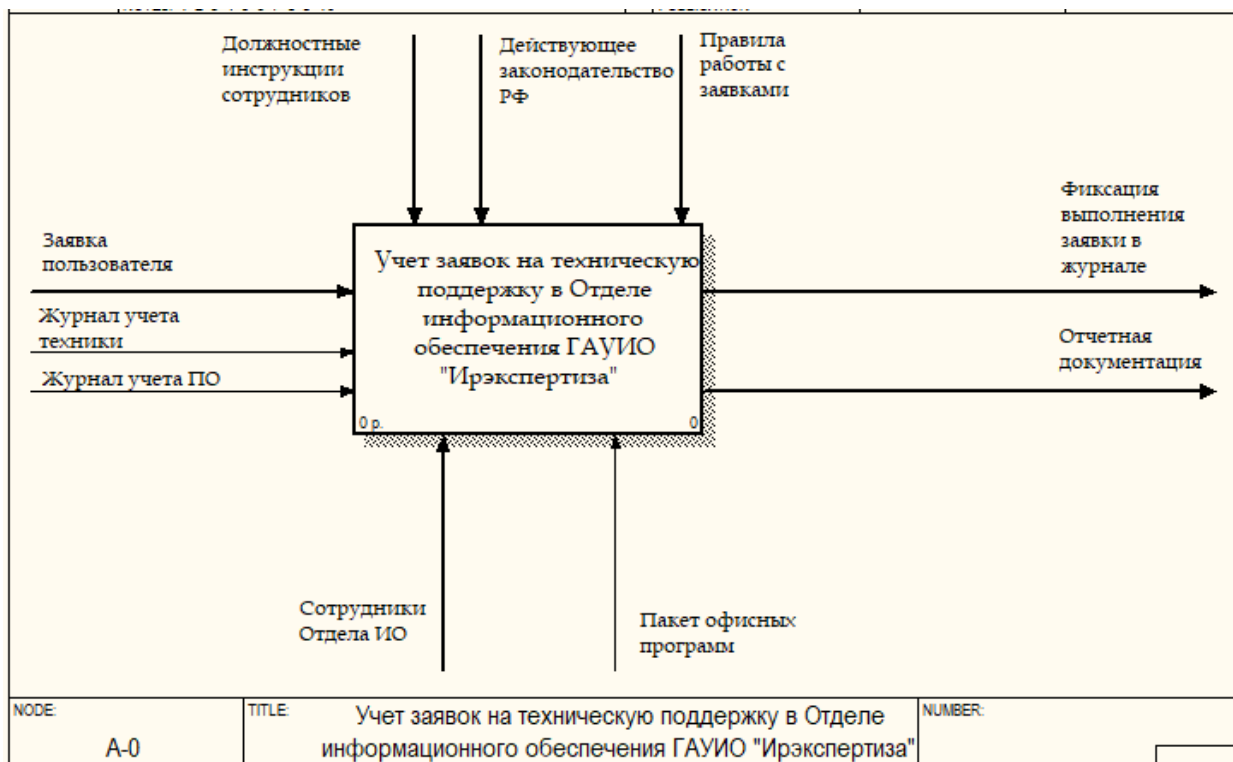 Должностные
инструкции
сотрудников
Действующее
законодательство
РФ
Правила
работы с
заявками
Заявка
пользователя
Журнал учета
техники
Журнал учета ПО
Учет заявок на техническую
поддержку в Отделе
информационного
обеспечения ГАУИО
"Ирэкспертиза"
0 р.
0
Фиксация
выполнения
заявки в
журнале
Отчетная
документация
Сотрудники
Отдела ИО
Пакет офисных
программ
NODE:
A-0
TITLE:
Учет заявок на техническую поддержку в Отделе
информационного обеспечения ГАУИО "Ирэкспертиза"
NUMBER: